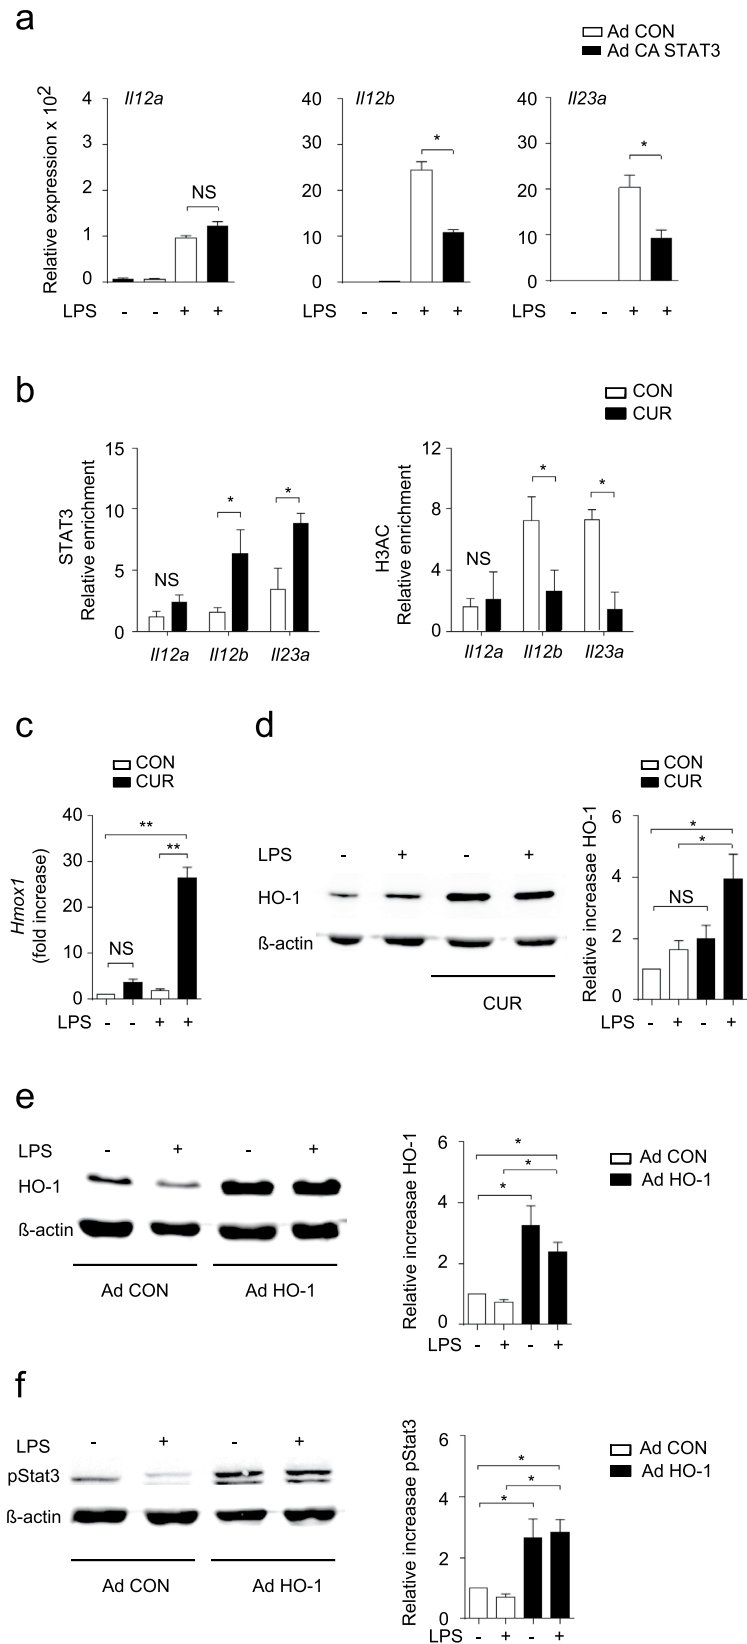 a
Ad CON
Ad CA STAT3
Relative expression x 10²
Il12a
Il12b
Il23a
4
3
2
1
0
NS
40
30
20
10
0
*
40
30
20
10
0
*
LPS - - + +
LPS - - + +
LPS - - + +
b
CON
CUR
STAT3
Relative enrichment
15
10
5
0
NS
*
*
Il12a Il12b Il23a
H3AC
Relative enrichment
12
8
4
0
NS
*
*
Il12a Il12b Il23a
c
CON
CUR
Hmox1
(fold increase)
40
30
20
10
0
**
**
NS
LPS - - + +
d
LPS - + - +
HO-1
ß-actin
CUR
CON
CUR
Relative increasae HO-1
6
4
2
0
*
*
NS
LPS - + - +
e
LPS - + - +
HO-1
ß-actin
Ad CON Ad HO-1
Relative increasae HO-1
6
4
2
0
*
*
*
LPS - + - +
Ad CON
Ad HO-1
f
LPS - + - +
pStat3
ß-actin
Ad CON Ad HO-1
Relative increasae pStat3
6
4
2
0
*
*
*
LPS - + - +
Ad CON
Ad HO-1